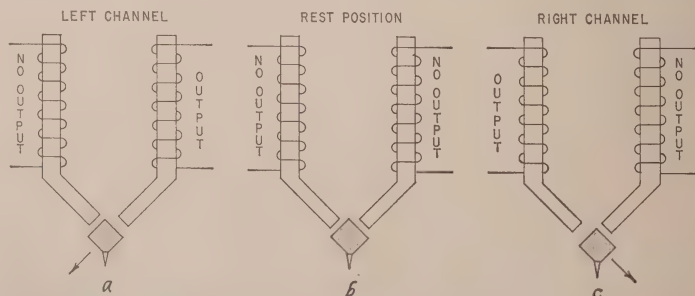 LEFT CHANNEL
REST POSITION
RIGHT CHANNEL
NO OUTPUT
OUTPUT
NO OUTPUT
NO OUTPUT
OUTPUT
NO OUTPUT
a
b
c